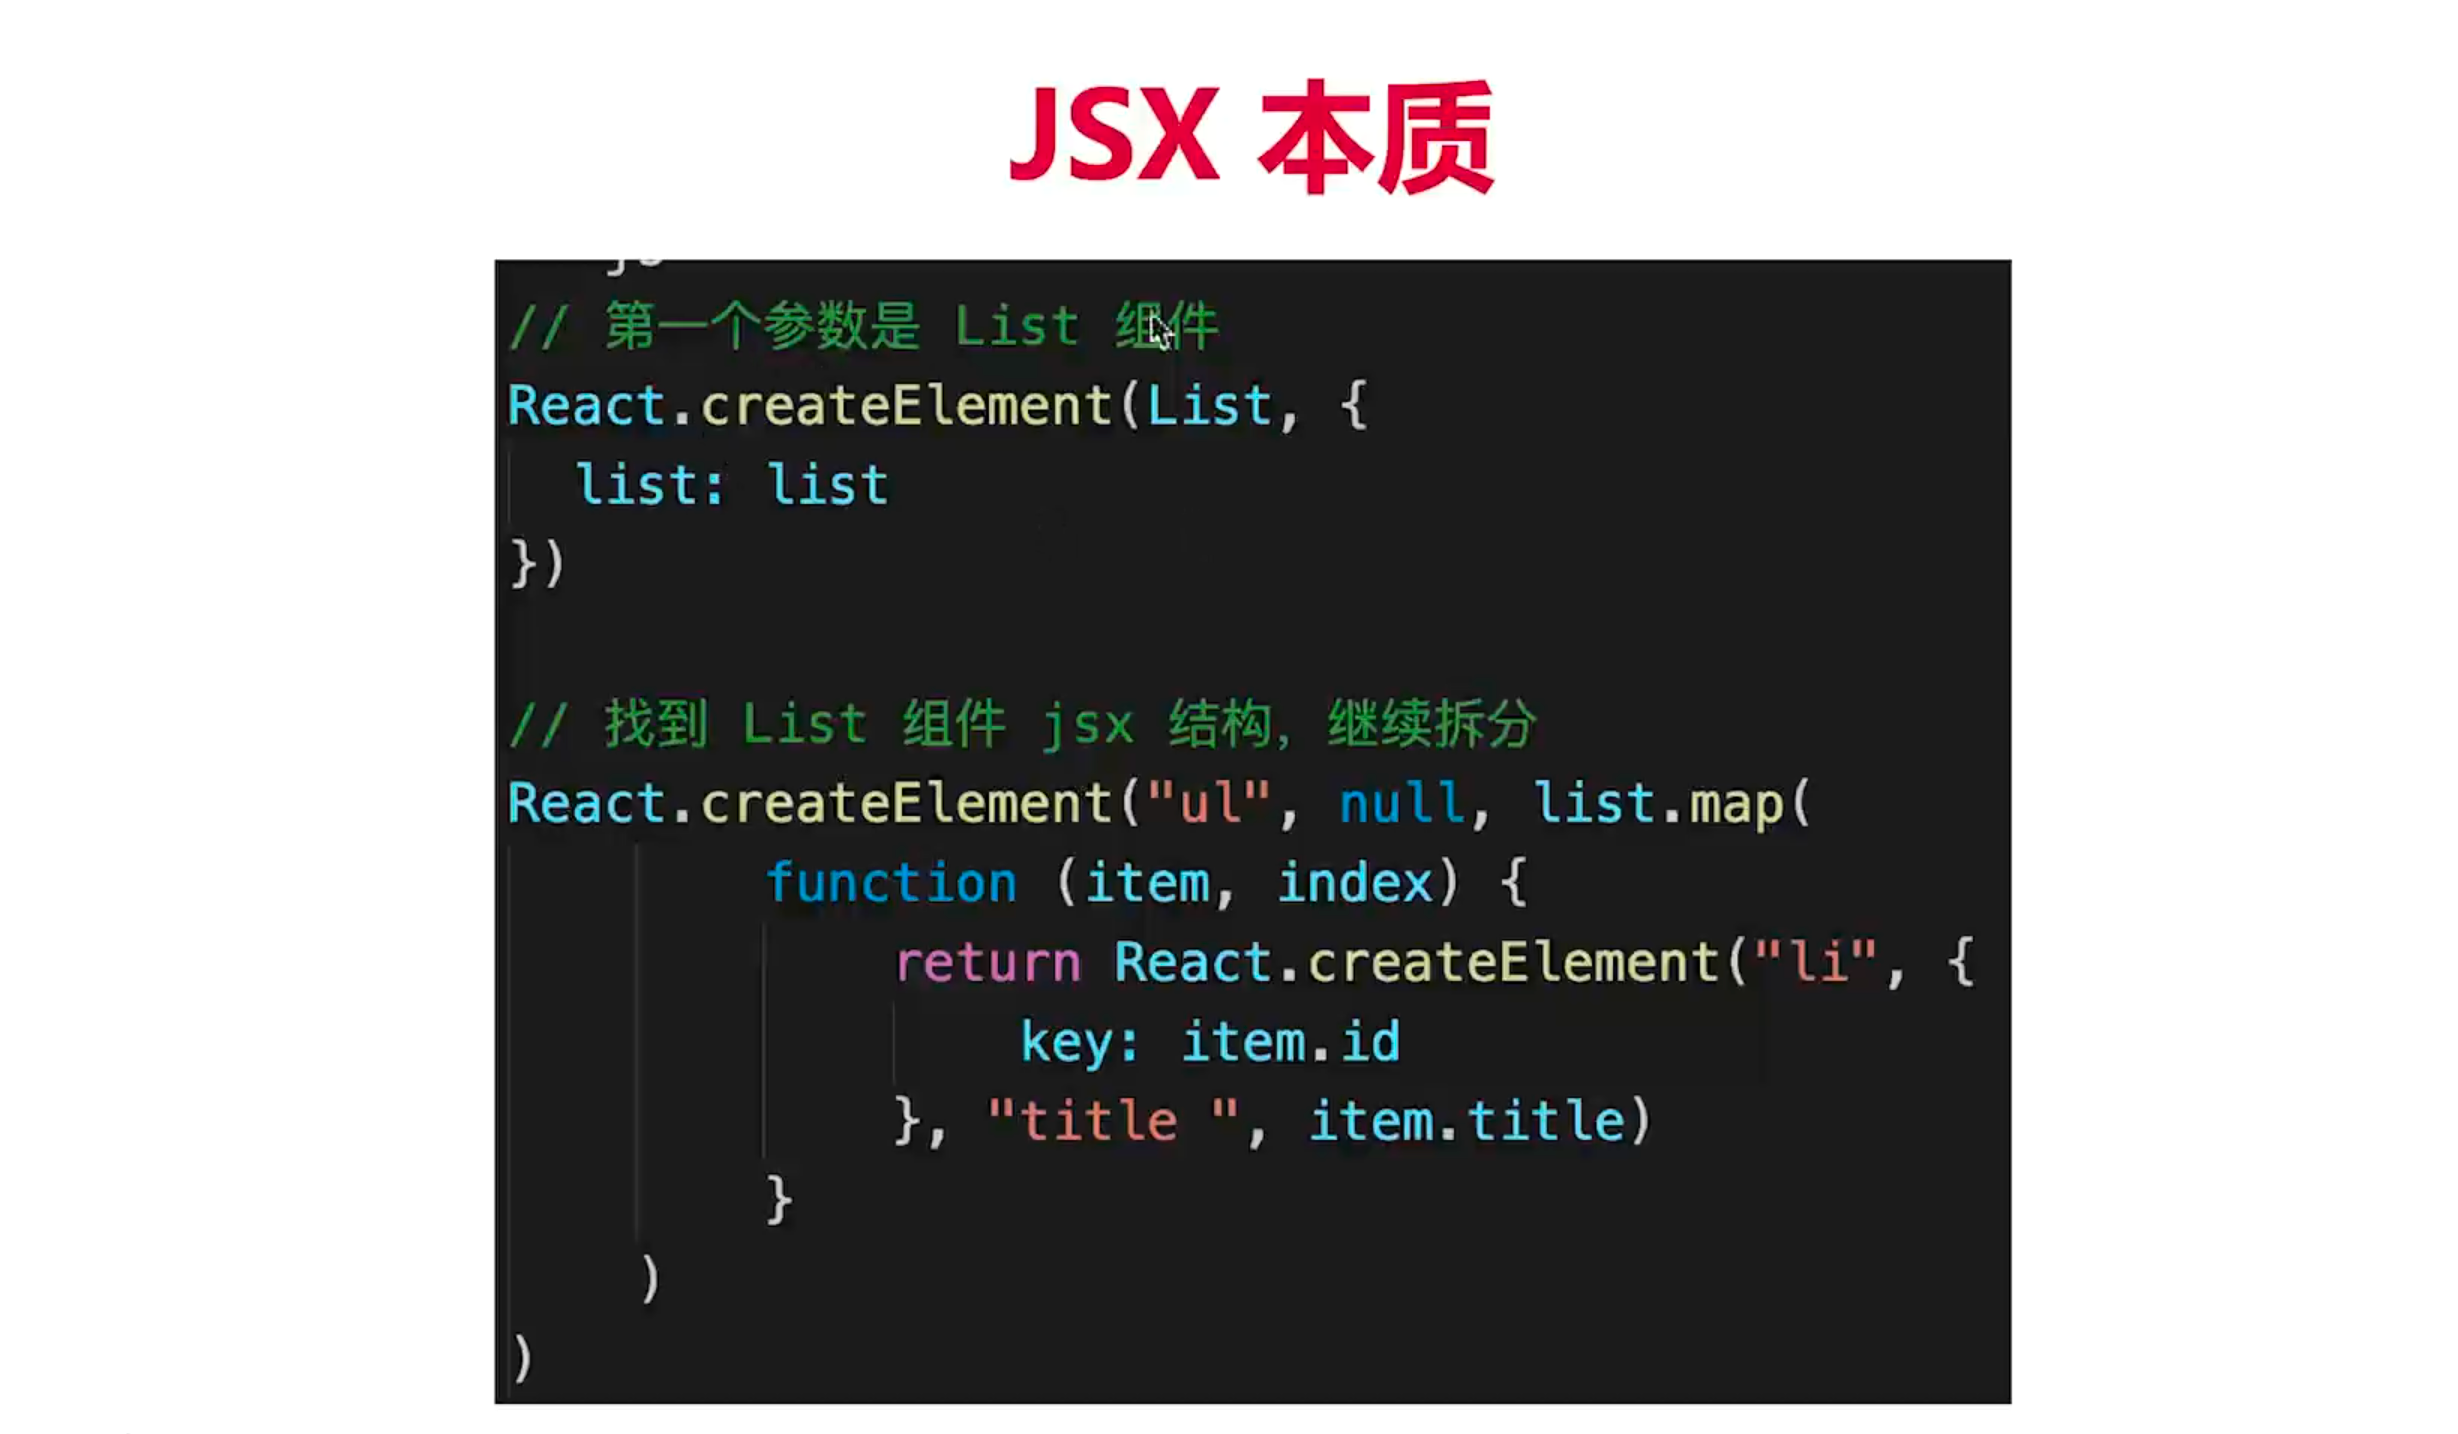 JSX 本质
// 第一个参数是 List 组件
React.createElement(List, {
  list: list
})
// 找到 List 组件 jsx 结构，继续拆分
React.createElement("ul", null, list.map(
        function (item, index) {
            return React.createElement("li", {
                key: item.id
            }, "title ", item.title)
        }
    )
)